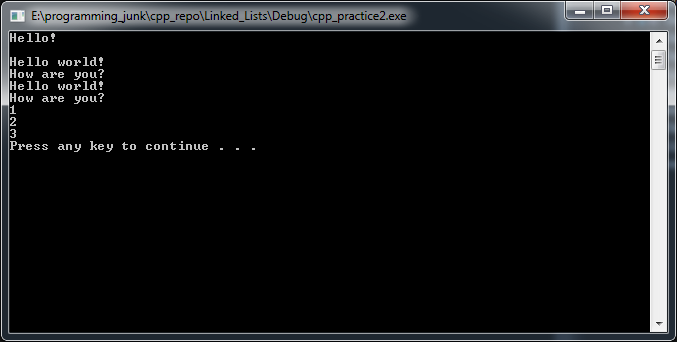 E:\programming_junk\cpp_repo\Linked_Lists\Debug\cpp_practice2.exe
Hello!

Hello world!
How are you?
Hello world!
How are you?
1
2
3
Press any key to continue . . .